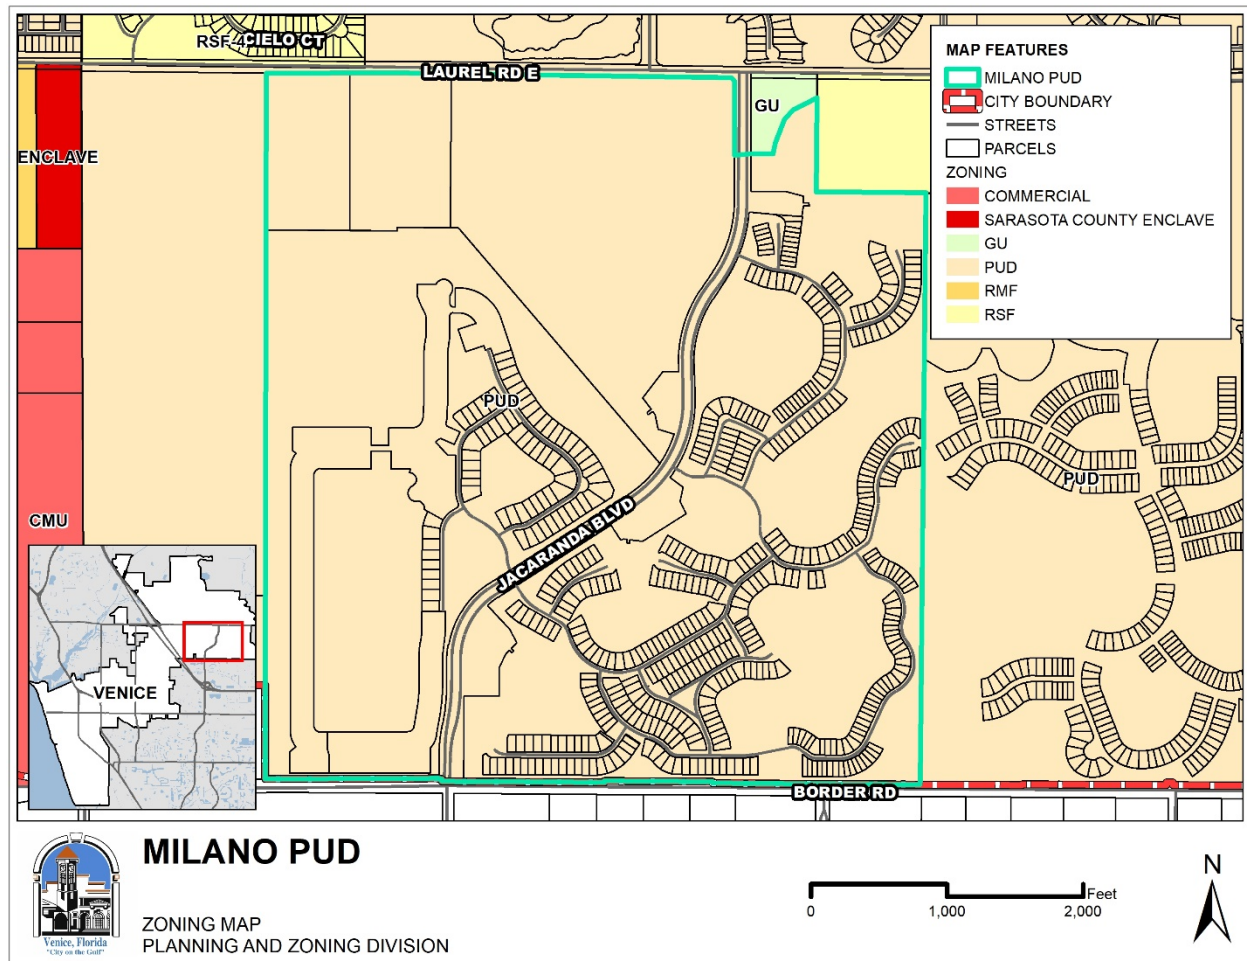 RSF-4
CIELO CT
LAUREL RD E
GU
ENCLAVE
MAP FEATURES
MILANO PUD
CITY BOUNDARY
STREETS
PARCELS
ZONING
COMMERCIAL
SARASOTA COUNTY ENCLAVE
GU
PUD
RMF
RSF
PUD
PUD
CMU
JACARANDA BLVD
VENICE
BORDER RD
MILANO PUD
ZONING MAP
PLANNING AND ZONING DIVISION
Venice, Florida
"City on the Gulf"
Feet
0 1,000 2,000
N